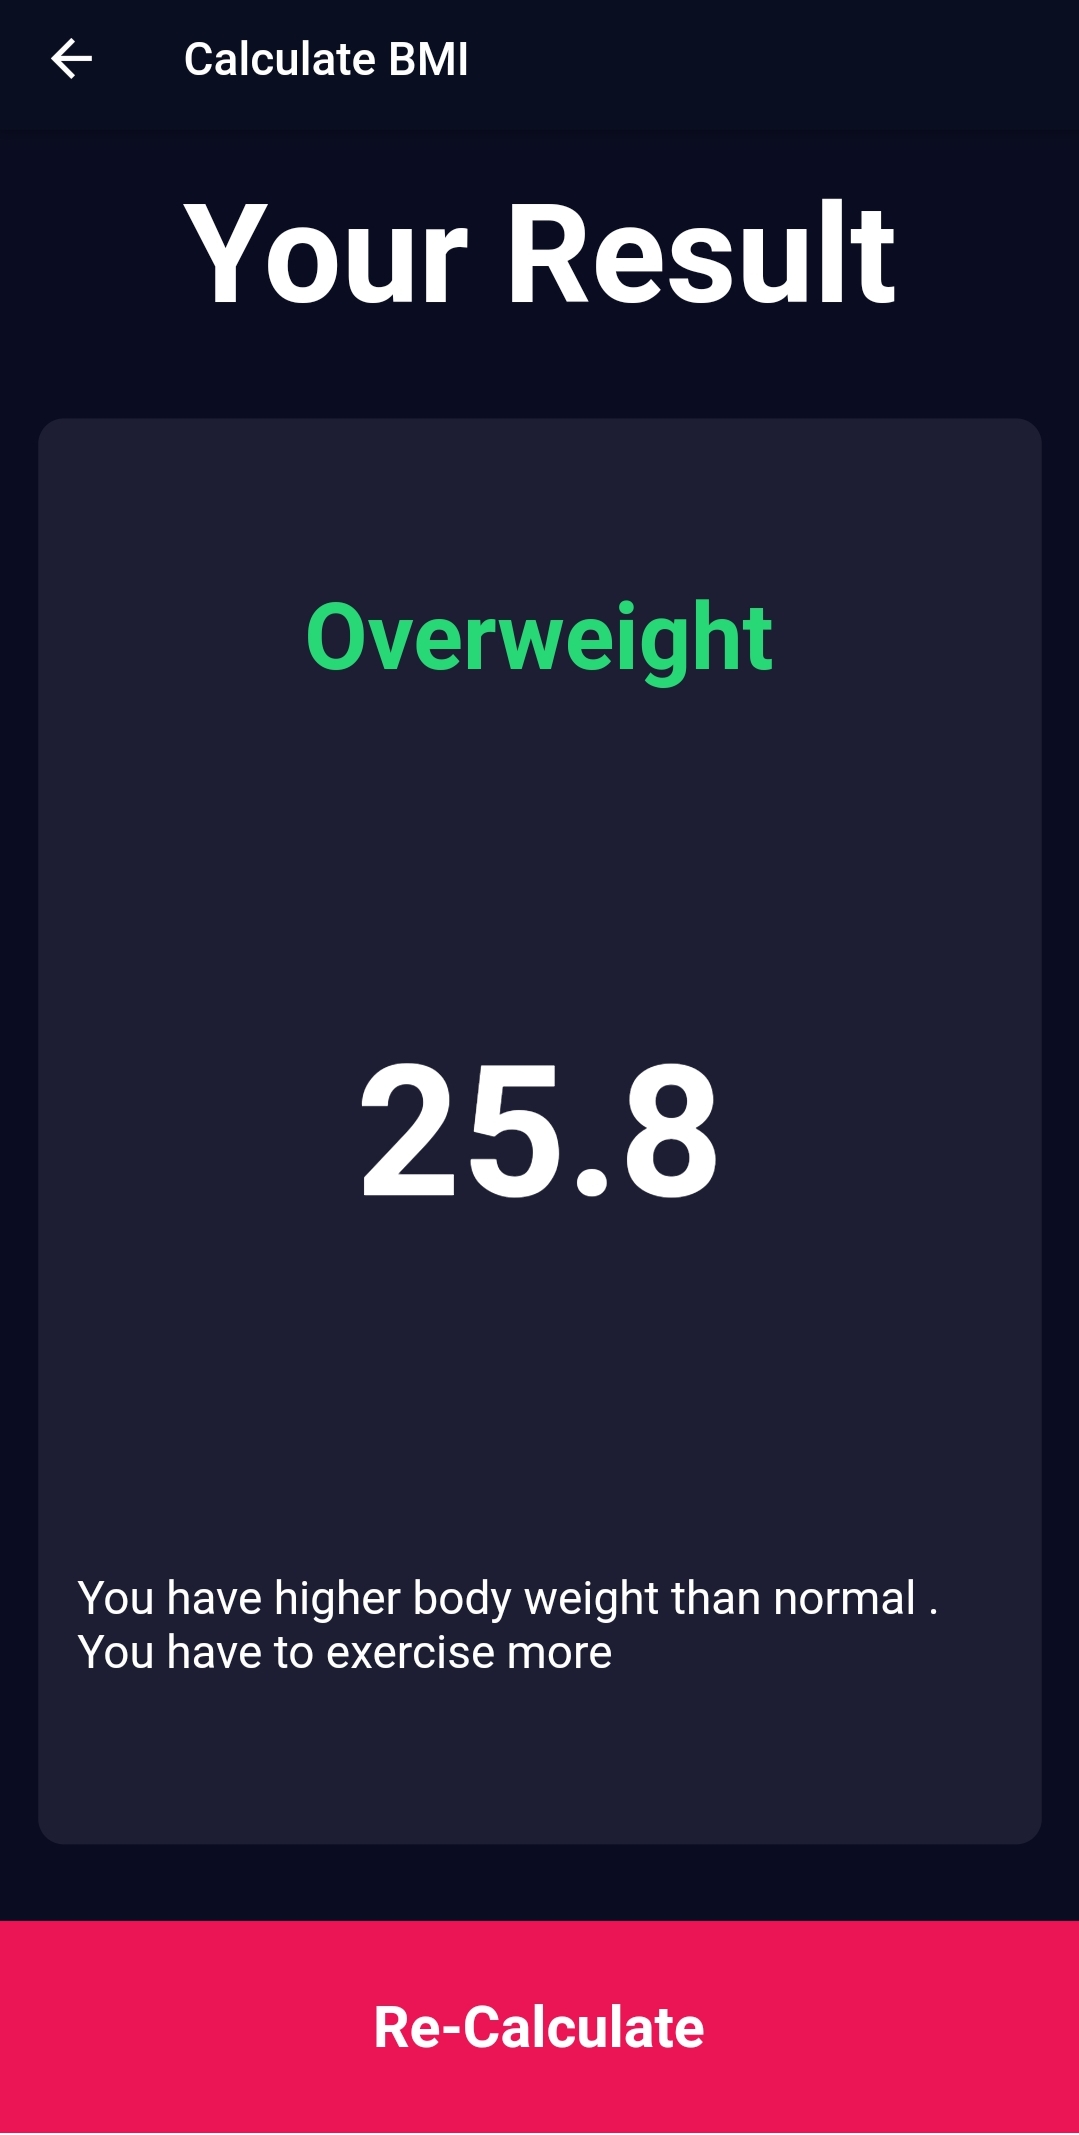 Calculate BMI
Your Result
Overweight
25.8
You have higher body weight than normal .
You have to exercise more
Re-Calculate